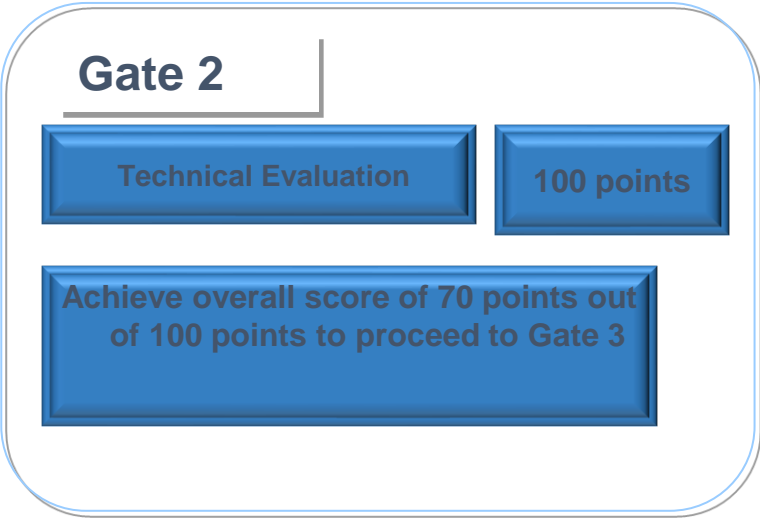 Gate 2
Technical Evaluation
100 points
Achieve overall score of 70 points out
of 100 points to proceed to Gate 3